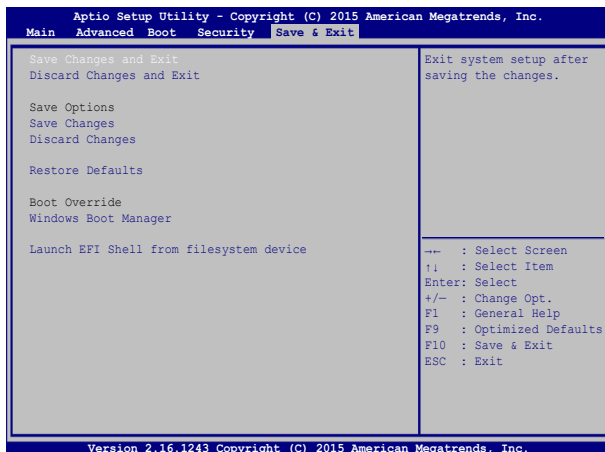 Aptio Setup Utility - Copyright (C) 2015 American Megatrends, Inc.
Main Advanced Boot Security Save & Exit
Save Changes and Exit
Discard Changes and Exit
Save Options
Save Changes
Discard Changes
Restore Defaults
Boot Override
Windows Boot Manager
Launch EFI Shell from filesystem device
Exit system setup after
saving the changes.
→← : Select Screen
↑↓ : Select Item
Enter: Select
+/— : Change Opt.
F1 : General Help
F9 : Optimized Defaults
F10 : Save & Exit
ESC : Exit
Version 2.16.1243 Copyright (C) 2015 American Megatrends, Inc.